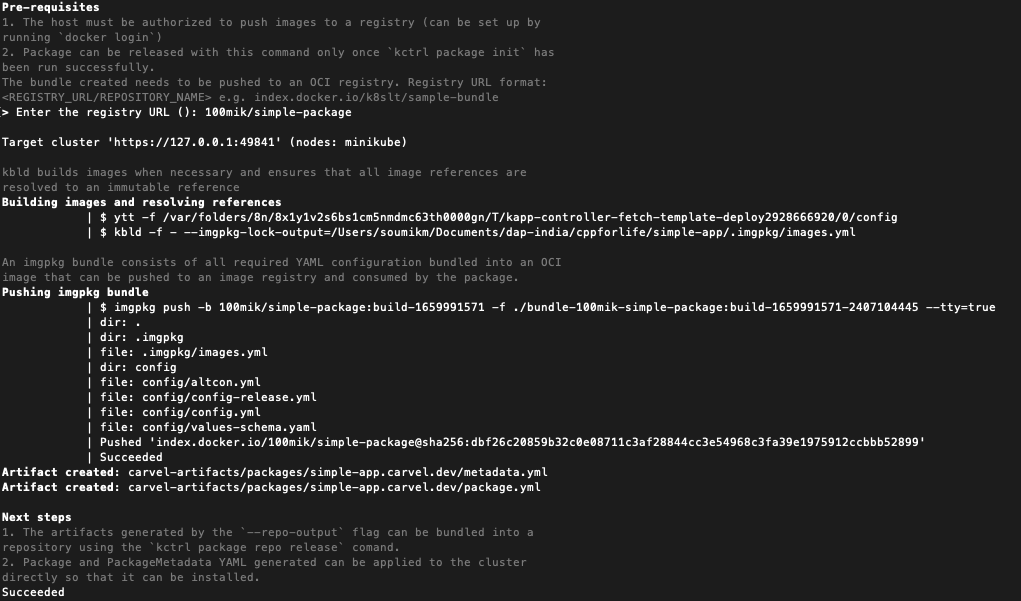 Pre-requisites
1. The host must be authorized to push images to a registry (can be set up by
running `docker login`)
2. Package can be released with this command only once `kctrl package init` has
been run successfully.
The bundle created needs to be pushed to an OCI registry. Registry URL format:
<REGISTRY_URL/REPOSITORY_NAME> e.g. index.docker.io/k8slt/sample-bundle
> Enter the registry URL (): 100mik/simple-package
Target cluster 'https://127.0.0.1:49841' (nodes: minikube)
kbld builds images when necessary and ensures that all image references are
resolved to an immutable reference
Building images and resolving references
| $ ytt -f /var/folders/8n/8x1y1v2s6bs1cm5nmdmc63th0000gn/T/kapp-controller-fetch-template-deploy2928666920/0/config
| $ kbld -f - --imgpkg-lock-output=/Users/soumikm/Documents/dap-india/cppforlife/simple-app/.imgpkg/images.yml
An imgpkg bundle consists of all required YAML configuration bundled into an OCI
image that can be pushed to an image registry and consumed by the package.
Pushing imgpkg bundle
| $ imgpkg push -b 100mik/simple-package:build-1659991571 -f ./bundle-100mik-simple-package:build-1659991571-2407104445 --tty=true
| dir: .
| dir: .imgpkg
| file: .imgpkg/images.yml
| dir: config
| file: config/altcon.yml
| file: config/config-release.yml
| file: config/config.yml
| file: config/values-schema.yaml
| Pushed 'index.docker.io/100mik/simple-package@sha256:dbf26c20859b32c0e08711c3af28844cc3e54968c3fa39e1975912ccbbb52899'
| Succeeded
Artifact created: carvel-artifacts/packages/simple-app.carvel.dev/metadata.yml
Artifact created: carvel-artifacts/packages/simple-app.carvel.dev/package.yml
Next steps
1. The artifacts generated by the `--repo-output` flag can be bundled into a
repository using the `kctrl package repo release` comand.
2. Package and PackageMetadata YAML generated can be applied to the cluster
directly so that it can be installed.
Succeeded